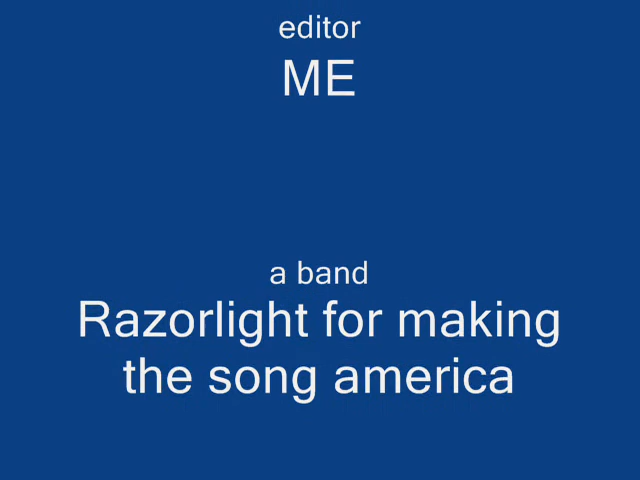 editor
ME
a band
Razorlight for making
the song america